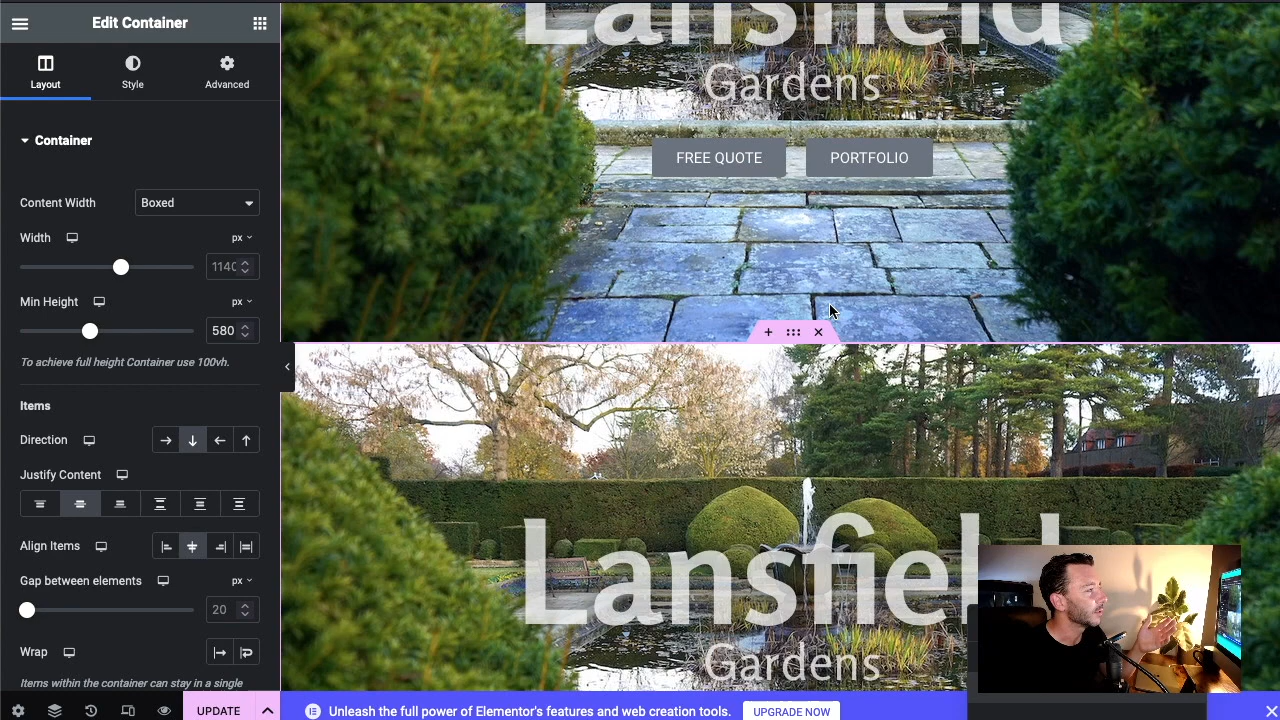 Edit Container
Layout
Style
Advanced
Container
Content Width
Boxed
Width
px
1140
Min Height
px
580
To achieve full height Container use 100vh.
Items
Direction
Justify Content
Align Items
Gap between elements
px
20
Wrap
Items within the container can stay in a single
UPDATE
Lansfield
Gardens
FREE QUOTE
PORTFOLIO
Lansfield
Gardens
Unleash the full power of Elementor's features and web creation tools.
UPGRADE NOW